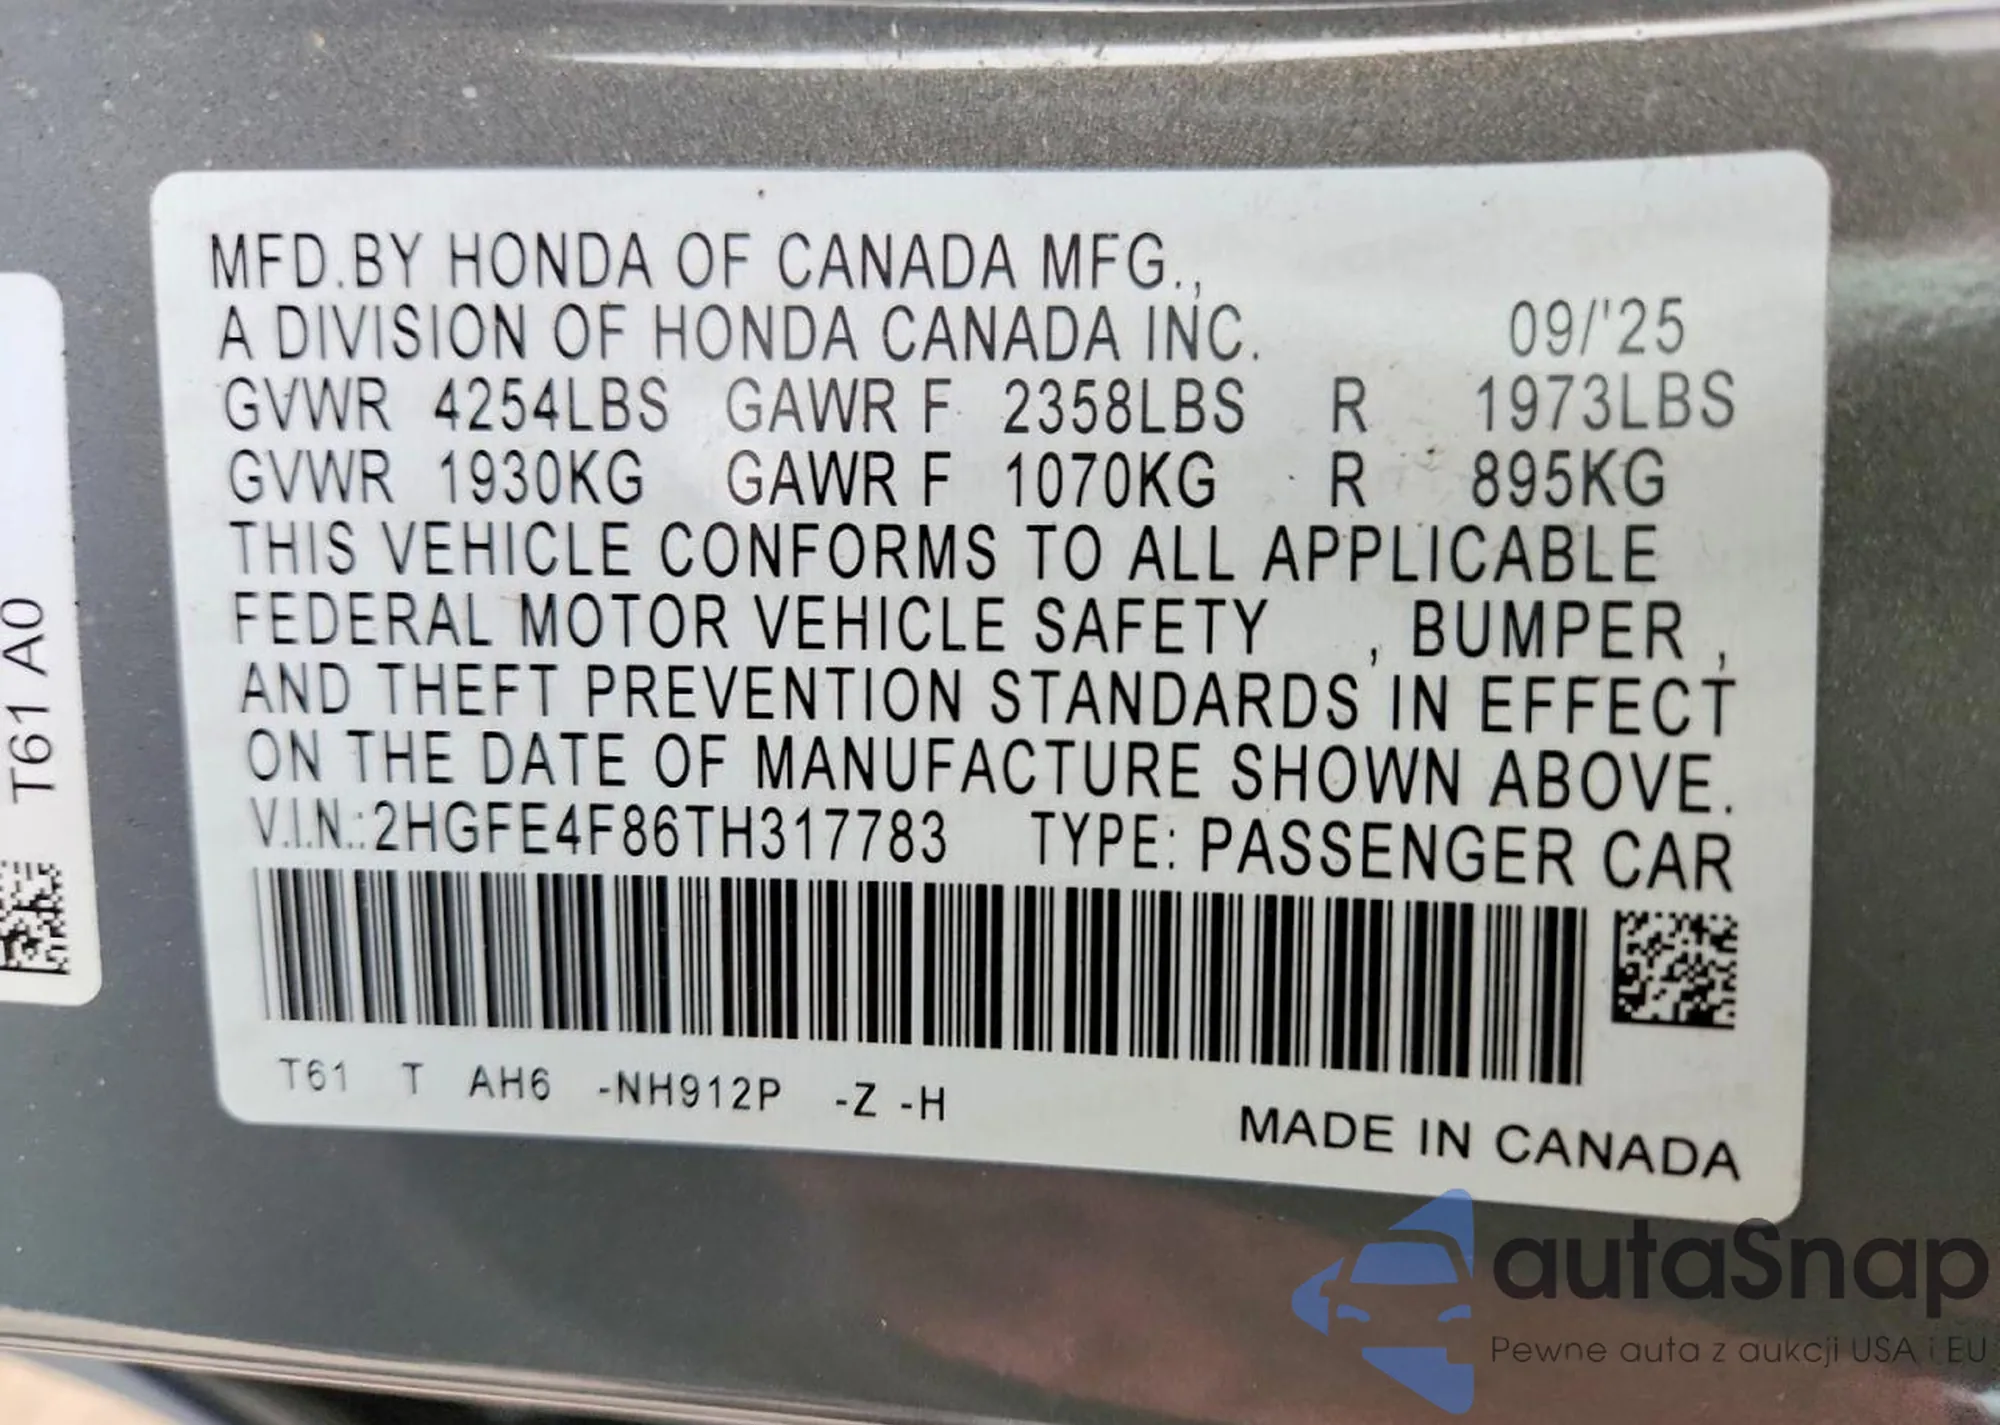 MFD.BY HONDA OF CANADA MFG.,
A DIVISION OF HONDA CANADA INC. 09/'25
GVWR 4254LBS GAWR F 2358LBS R 1973LBS
GVWR 1930KG GAWR F 1070KG R 895KG
THIS VEHICLE CONFORMS TO ALL APPLICABLE
FEDERAL MOTOR VEHICLE SAFETY , BUMPER ,
AND THEFT PREVENTION STANDARDS IN EFFECT
ON THE DATE OF MANUFACTURE SHOWN ABOVE.
V.I.N.:2HGFE4F86TH317783 TYPE: PASSENGER CAR
T61 T AH6 -NH912P -Z -H
MADE IN CANADA
T61 A0
autaSnap
Pewne auta z aukcji USA i EU